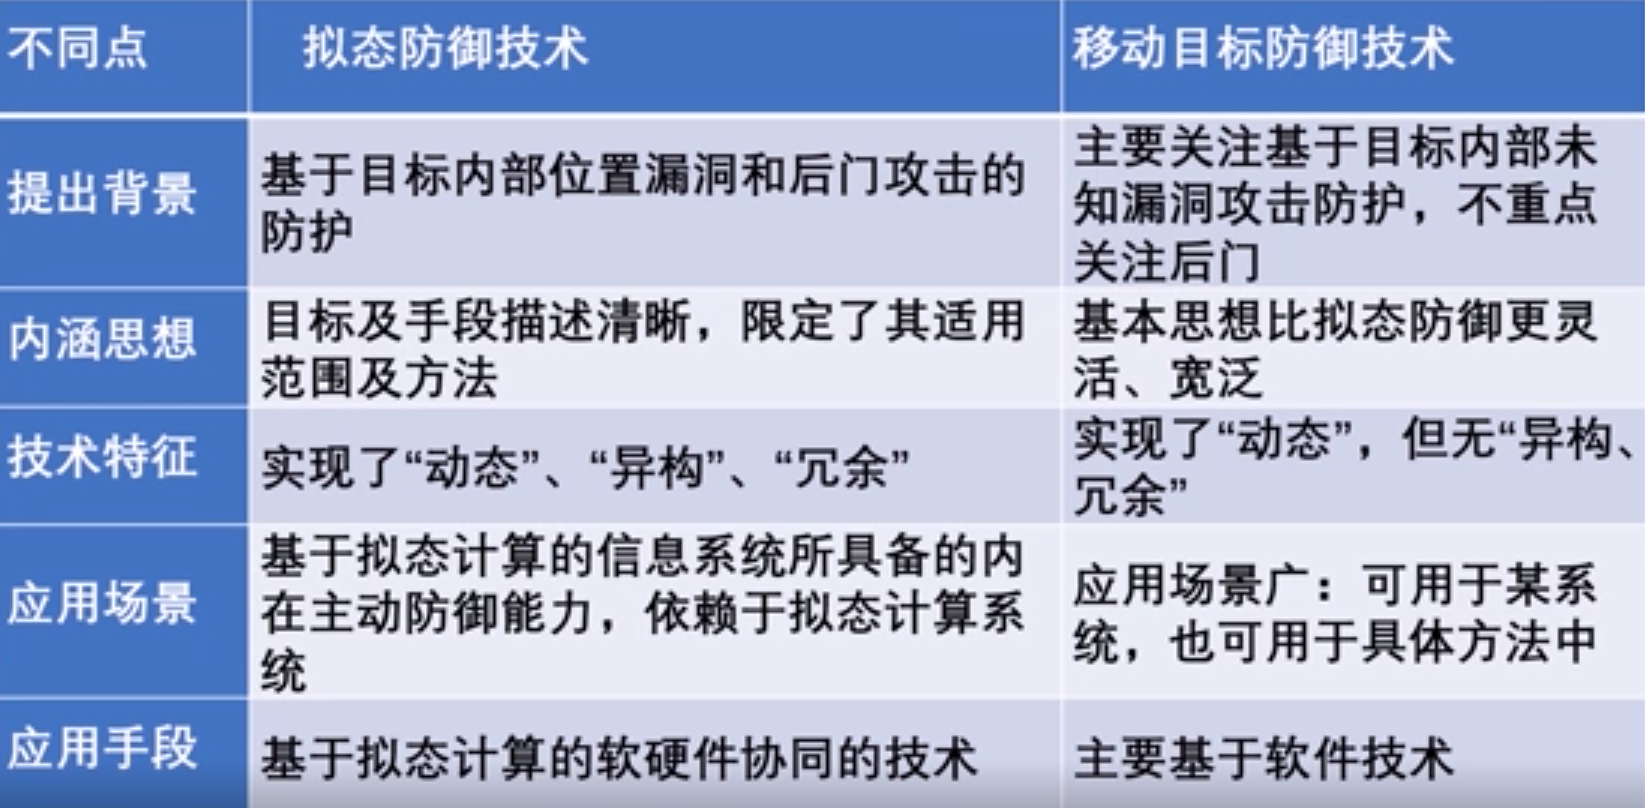 不同点
拟态防御技术
移动目标防御技术
提出背景
基于目标内部位置漏洞和后门攻击的
防护
主要关注基于目标内部未
知漏洞攻击防护，不重点
关注后门
内涵思想
目标及手段描述清晰，限定了其适用
范围及方法
基本思想比拟态防御更灵
活、宽泛
技术特征
实现了“动态”、“异构”、“冗余”
实现了“动态”，但无“异构、
冗余”
应用场景
基于拟态计算的信息系统所具备的内
在主动防御能力，依赖于拟态计算系
统
应用场景广：可用于某系
统，也可用于具体方法中
应用手段
基于拟态计算的软硬件协同的技术
主要基于软件技术